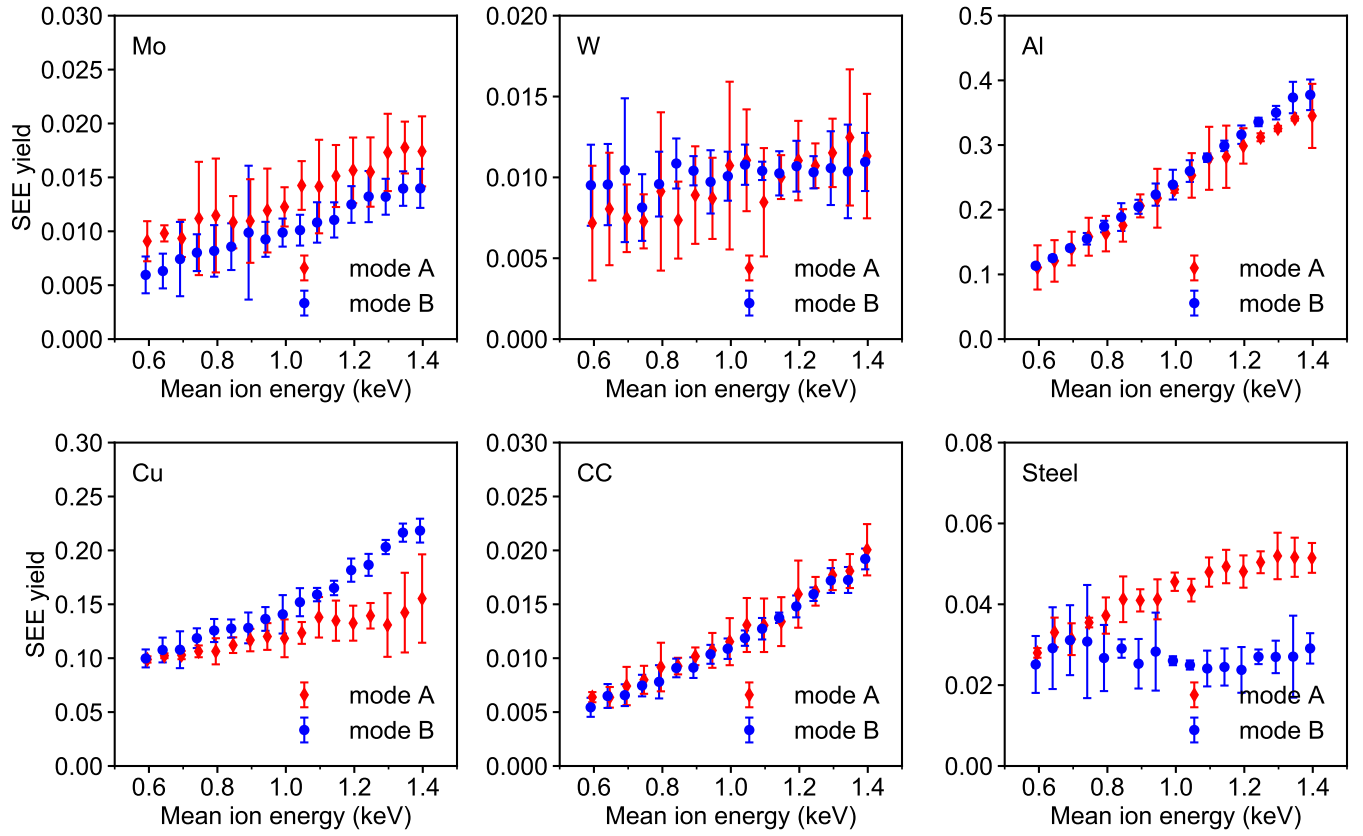 Mo
SEE yield
0.030
0.025
0.020
0.015
0.010
0.005
0.000
mode A
mode B
0.6 0.8 1.0 1.2 1.4
Mean ion energy (keV)
W
0.020
0.015
0.010
0.005
0.000
mode A
mode B
0.6 0.8 1.0 1.2 1.4
Mean ion energy (keV)
Al
0.5
0.4
0.3
0.2
0.1
0.0
mode A
mode B
0.6 0.8 1.0 1.2 1.4
Mean ion energy (keV)
Cu
SEE yield
0.30
0.25
0.20
0.15
0.10
0.05
0.00
mode A
mode B
0.6 0.8 1.0 1.2 1.4
Mean ion energy (keV)
CC
0.030
0.025
0.020
0.015
0.010
0.005
0.000
mode A
mode B
0.6 0.8 1.0 1.2 1.4
Mean ion energy (keV)
Steel
0.08
0.06
0.04
0.02
0.00
mode A
mode B
0.6 0.8 1.0 1.2 1.4
Mean ion energy (keV)